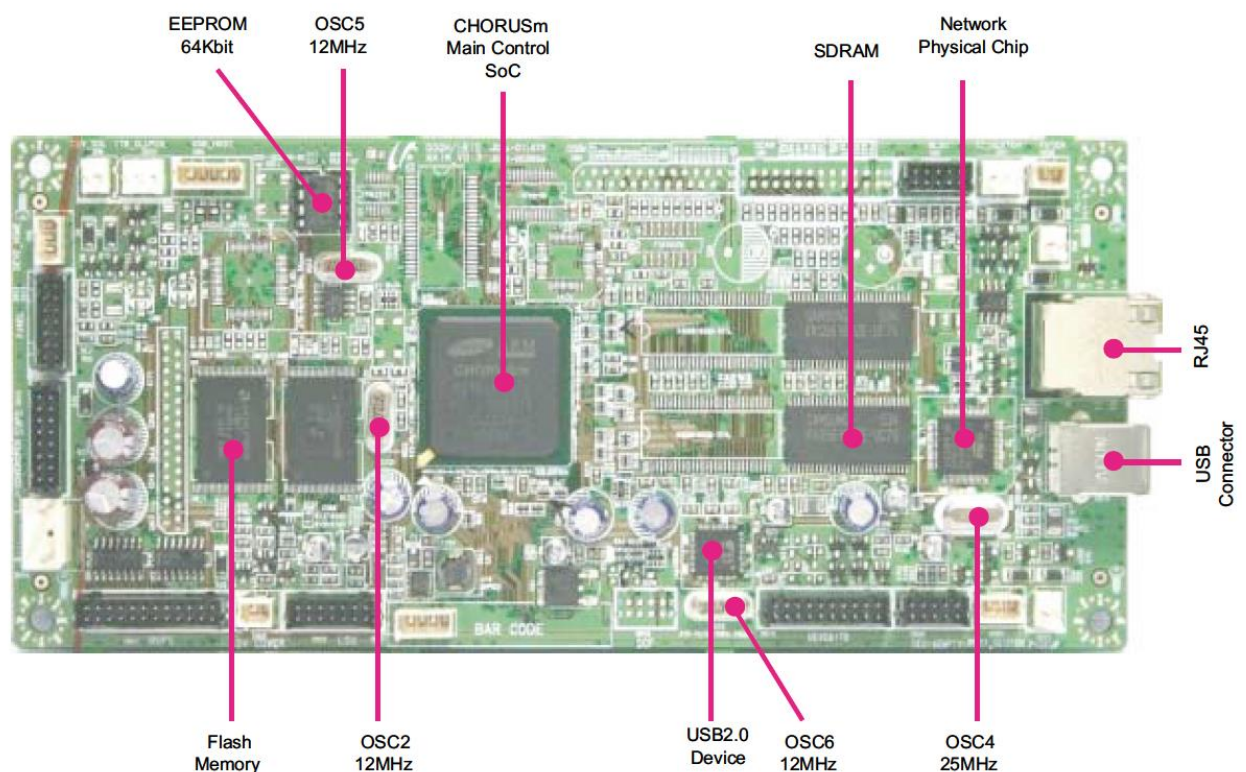 EEPROM
64Kbit
OSC5
12MHz
CHORUSm
Main Control
SoC
SDRAM
Network
Physical Chip
RJ45
USB
Connector
BAR CODE
Flash
Memory
OSC2
12MHz
USB2.0
Device
OSC6
12MHz
OSC4
25MHz